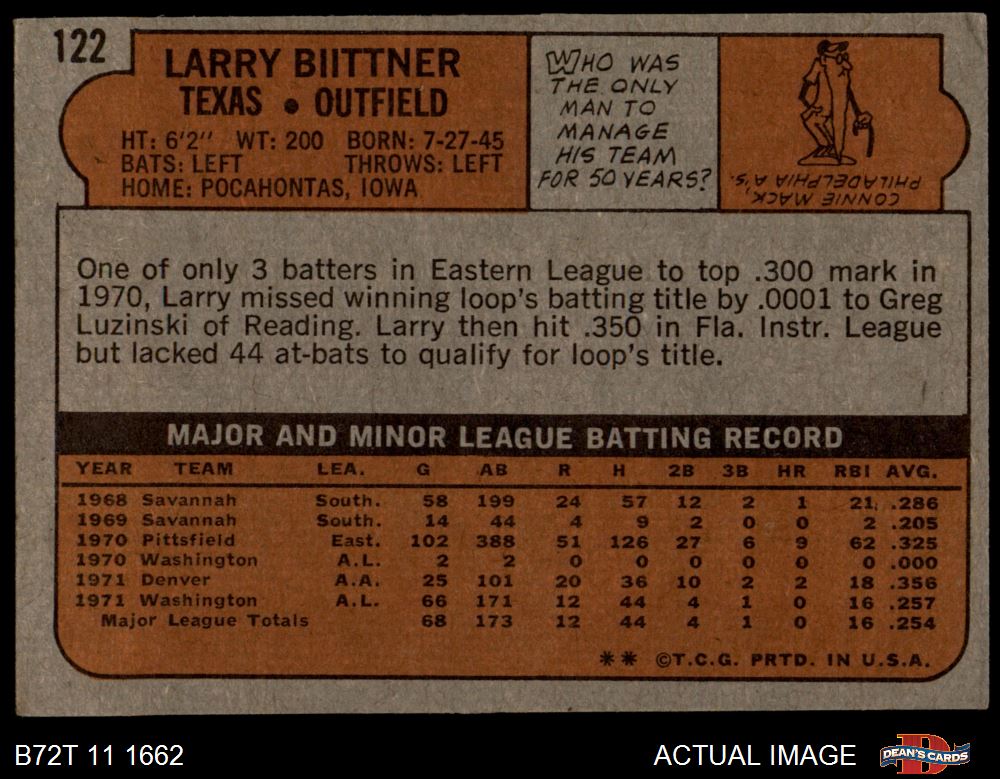 122
LARRY BIITTNER
TEXAS • OUTFIELD
HT: 6'2" WT: 200 BORN: 7-27-45
BATS: LEFT THROWS: LEFT
HOME: POCAHONTAS, IOWA
WHO WAS
THE ONLY
MAN TO
MANAGE
HIS TEAM
FOR 50 YEARS?
CONNIE MACK,
PHILADELPHIA A'S.
One of only 3 batters in Eastern League to top .300 mark in
1970, Larry missed winning loop's batting title by .0001 to Greg
Luzinski of Reading. Larry then hit .350 in Fla. Instr. League
but lacked 44 at-bats to qualify for loop's title.
MAJOR AND MINOR LEAGUE BATTING RECORD
YEAR TEAM LEA. G AB R H 2B 3B HR RBI AVG.
1968 Savannah South. 58 199 24 57 12 2 1 21 .286
1969 Savannah South. 14 44 4 9 2 0 0 2 .205
1970 Pittsfield East. 102 388 51 126 27 6 9 62 .325
1970 Washington A.L. 2 2 0 0 0 0 0 0 .000
1971 Denver A.A. 25 101 20 36 10 2 2 18 .356
1971 Washington A.L. 66 171 12 44 4 1 0 16 .257
Major League Totals 68 173 12 44 4 1 0 16 .254
** ©T.C.G. PRTD. IN U.S.A.
B72T 11 1662
ACTUAL IMAGE
DEAN'S CARDS